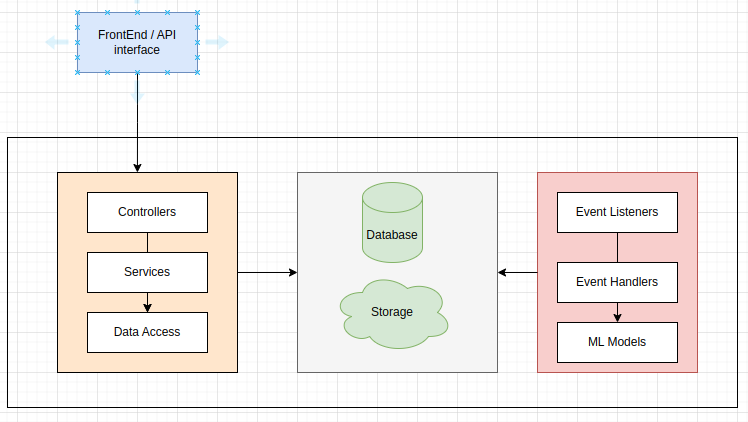 FrontEnd / API
interface
Controllers
Services
Data Access
Database
Storage
Event Listeners
Event Handlers
ML Models